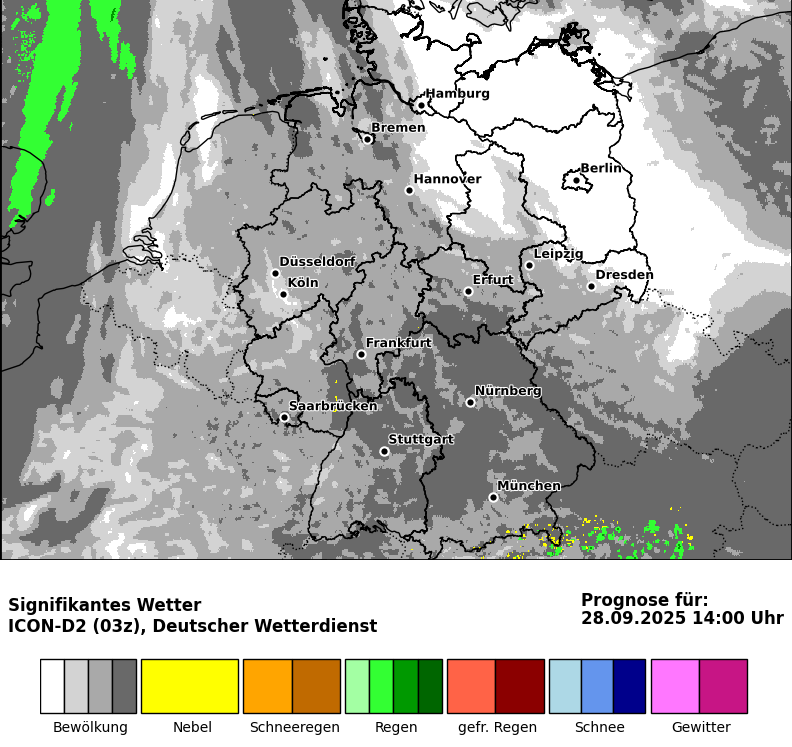 Hamburg
Bremen
Berlin
Hannover
Leipzig
Düsseldorf
Dresden
Köln
Erfurt
Frankfurt
Nürnberg
Saarbrücken
Stuttgart
München
Signifikantes Wetter
ICON-D2 (03z), Deutscher Wetterdienst
Prognose für:
28.09.2025 14:00 Uhr
Bewölkung Nebel Schneeregen Regen gefr. Regen Schnee Gewitter